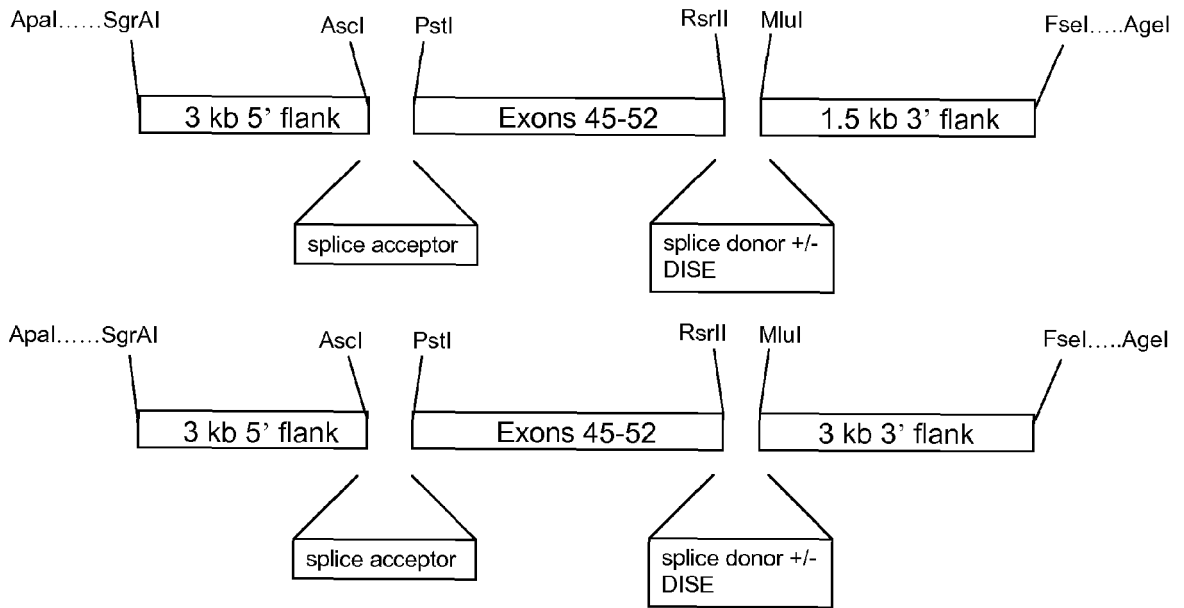 ApaI......SgrAI
AscI
PstI
RsrII
MluI
FseI.....AgeI
3 kb 5' flank
Exons 45-52
1.5 kb 3' flank
splice acceptor
splice donor +/-
DISE
ApaI......SgrAI
AscI
PstI
RsrII
MluI
FseI.....AgeI
3 kb 5' flank
Exons 45-52
3 kb 3' flank
splice acceptor
splice donor +/-
DISE